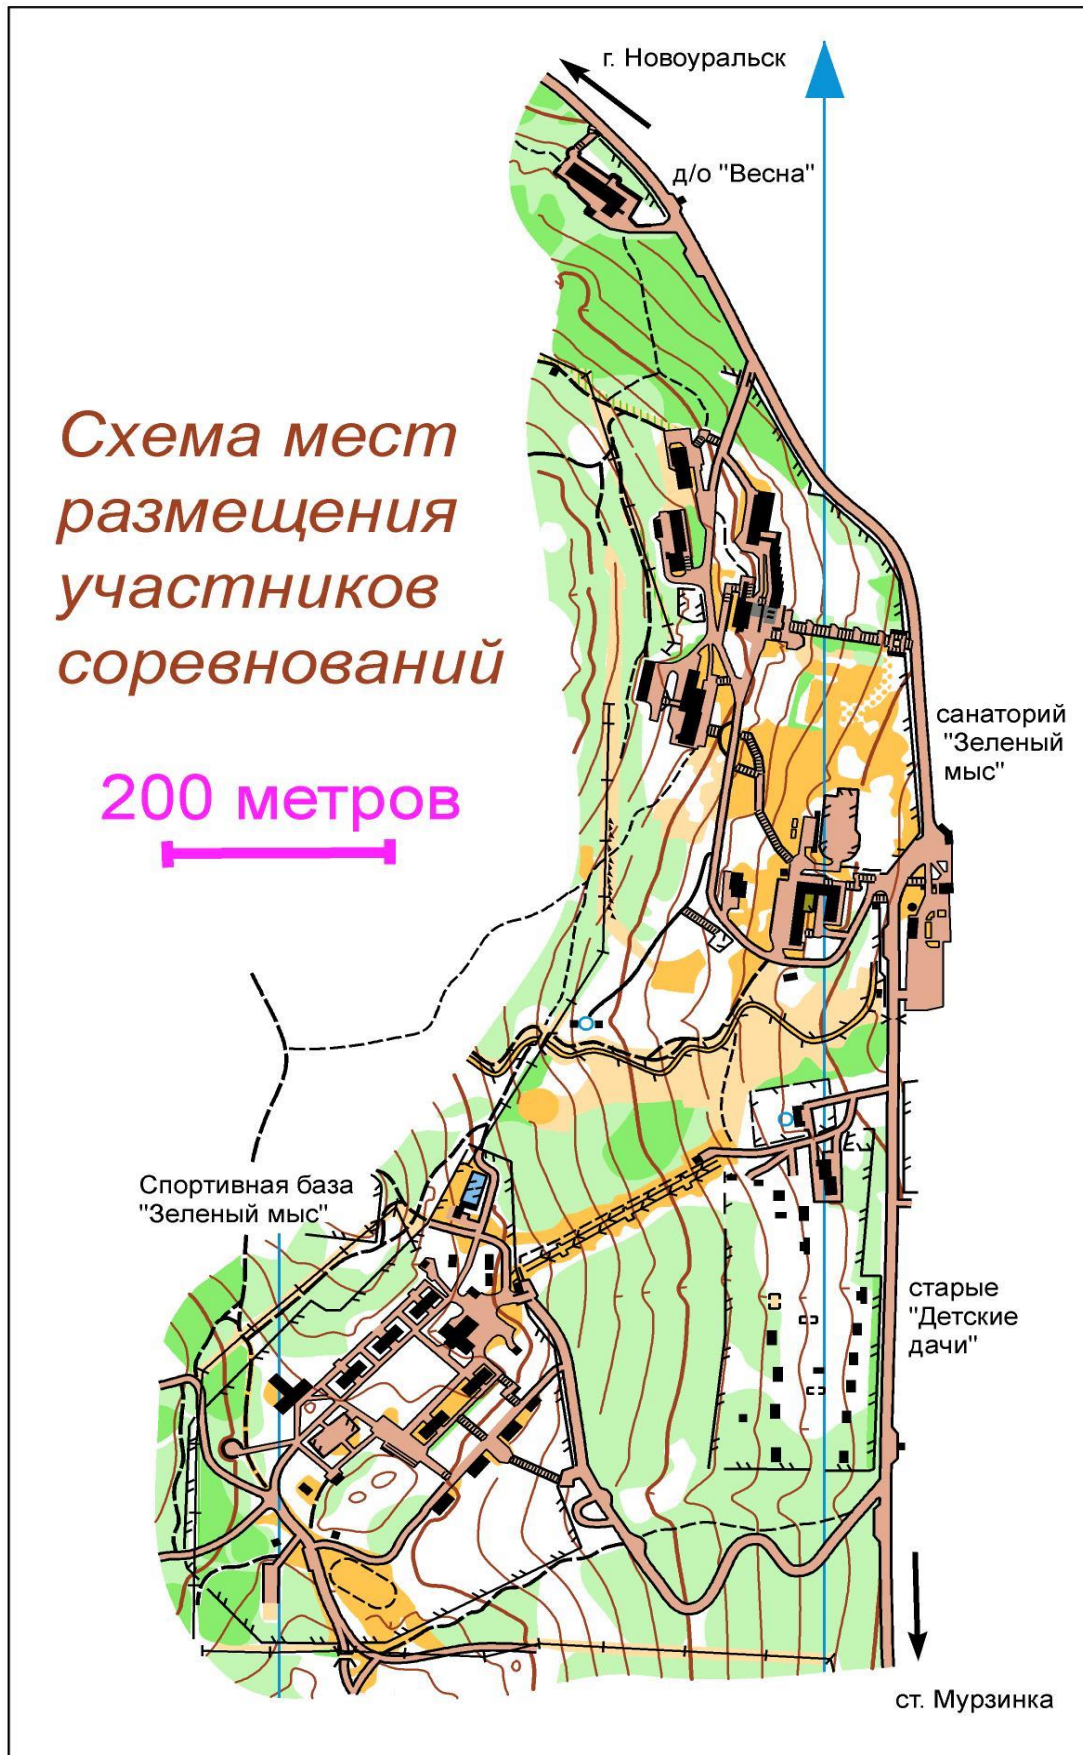 г. Новоуральск
д/о "Весна"
Схема мест
размещения
участников
соревнований
200 метров
санаторий
"Зеленый
мыс"
Спортивная база
"Зеленый мыс"
старые
"Детские
дачи"
ст. Мурзинка